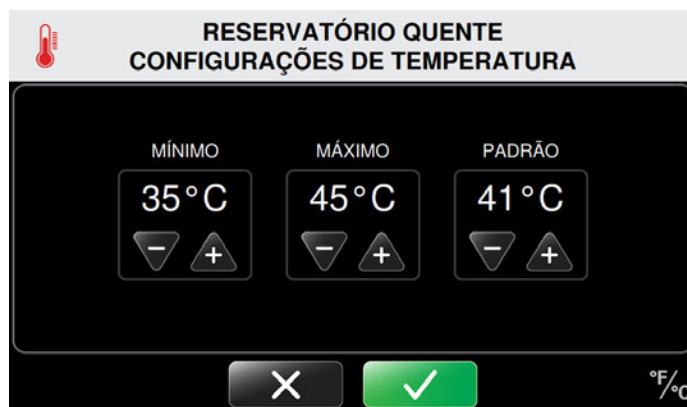 RESERVATÓRIO QUENTE
CONFIGURAÇÕES DE TEMPERATURA
MÍNIMO MÁXIMO PADRÃO
35°C 45°C 41°C
− + − + − +
°F/°C